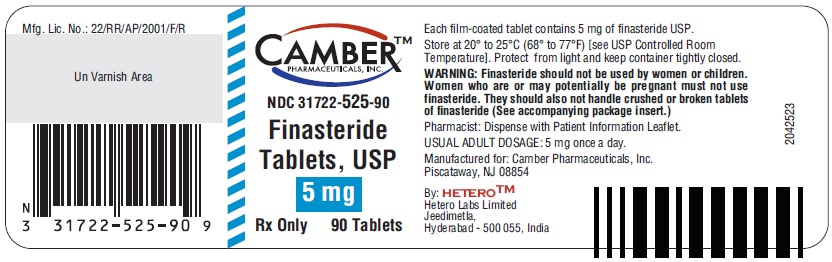 Mfg. Lic. No.: 22/RR/AP/2001/F/R
Un Varnish Area
N
3 31722-525-90 9
CAMBER™
PHARMACEUTICALS, INC.
NDC 31722-525-90
Finasteride
Tablets, USP
5 mg
Rx Only 90 Tablets
Each film-coated tablet contains 5 mg of finasteride USP.
Store at 20° to 25°C (68° to 77°F) [see USP Controlled Room
Temperature]. Protect from light and keep container tightly closed.
WARNING: Finasteride should not be used by women or children.
Women who are or may potentially be pregnant must not use
finasteride. They should also not handle crushed or broken tablets
of finasteride (See accompanying package insert.)
Pharmacist: Dispense with Patient Information Leaflet.
USUAL ADULT DOSAGE: 5 mg once a day.
Manufactured for: Camber Pharmaceuticals, Inc.
Piscataway, NJ 08854
By: HETERO™
Hetero Labs Limited
Jeedimetla,
Hyderabad - 500 055, India
2042523